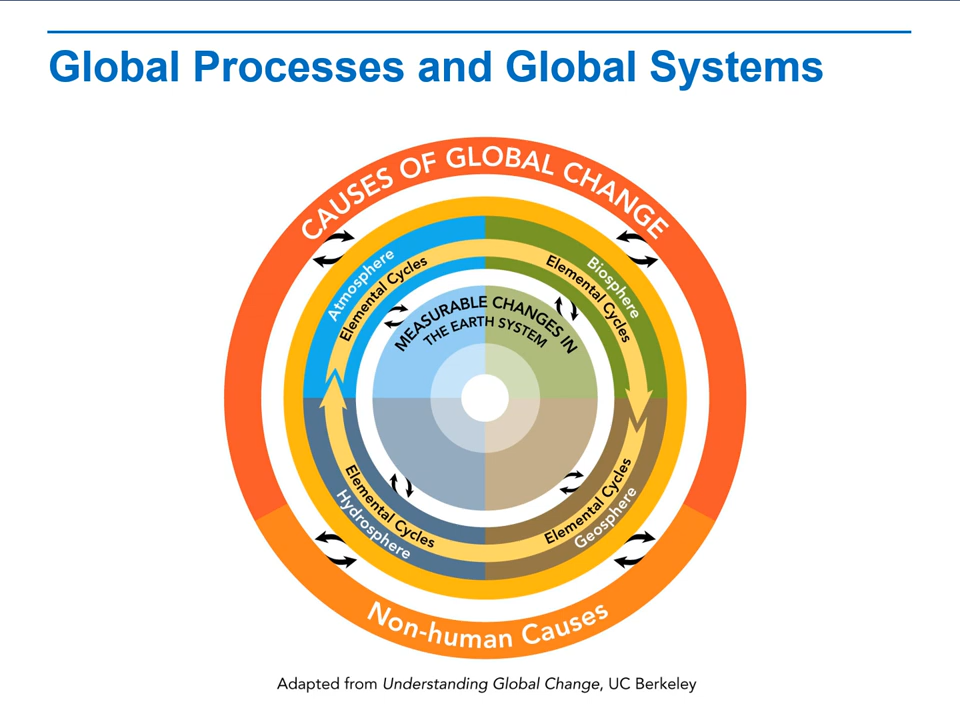 Global Processes and Global Systems
CAUSES OF GLOBAL CHANGE
Atmosphere
Elemental Cycles
Biosphere
Elemental Cycles
MEASURABLE CHANGES IN
THE EARTH SYSTEM
Elemental Cycles
Hydrosphere
Elemental Cycles
Geosphere
Non-human Causes
Adapted from Understanding Global Change, UC Berkeley